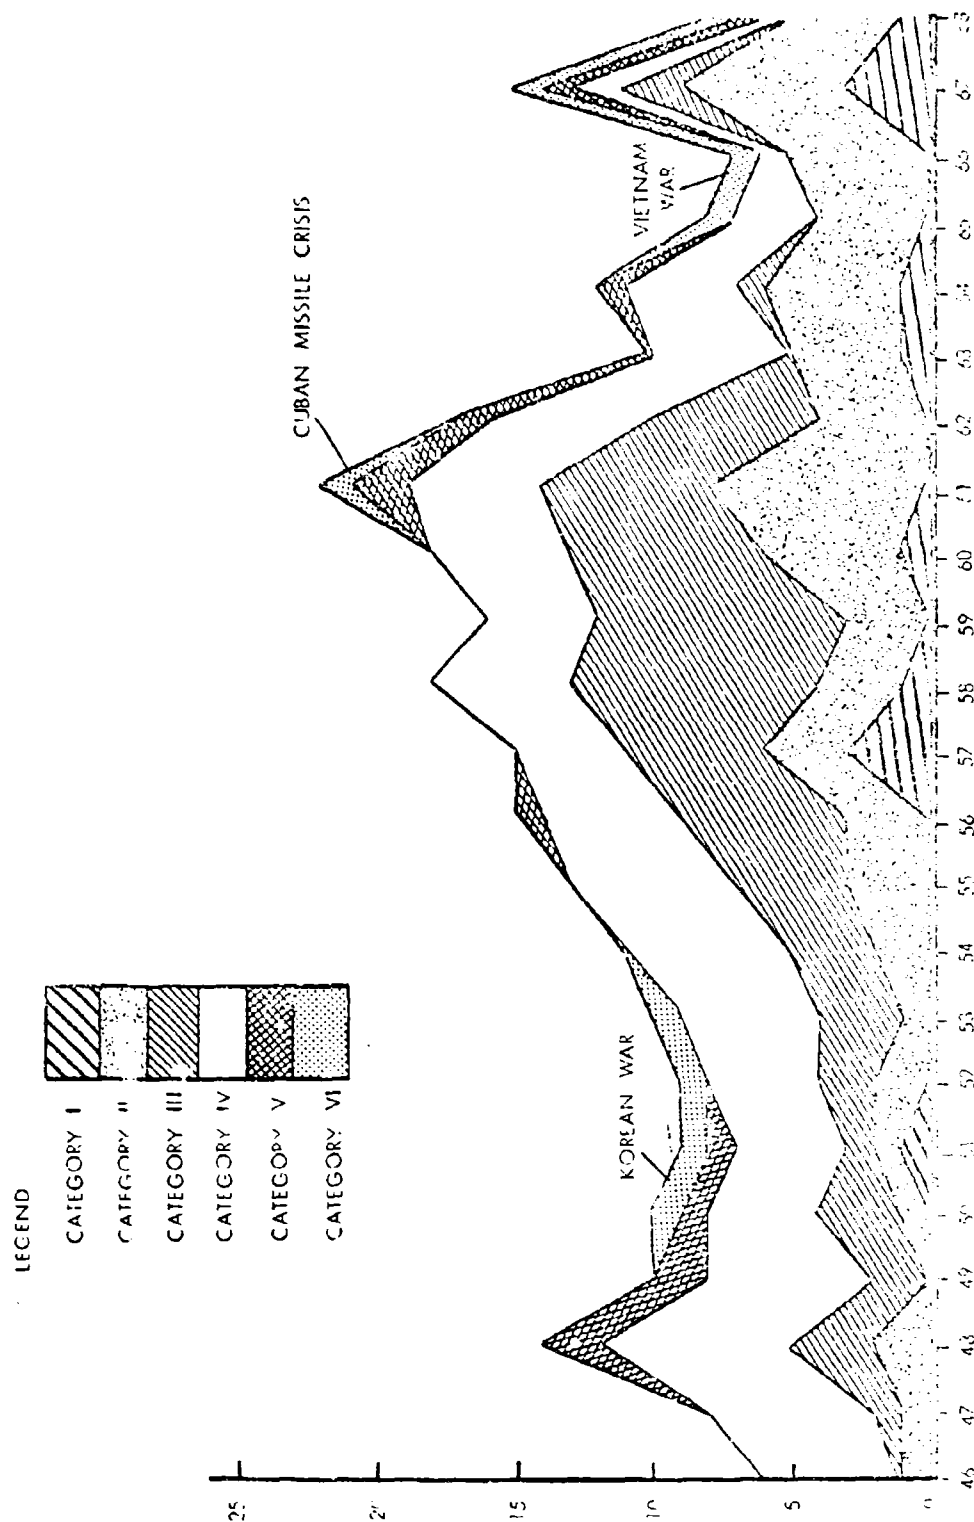 LEGEND
CATEGORY I
CATEGORY II
CATEGORY III
CATEGORY IV
CATEGORY V
CATEGORY VI
CUBAN MISSILE CRISIS
KOREAN WAR
VIETNAM
WAR
25
15
10
5
0
46 47 48 49 50 52 53 54 55 56 57 58 59 60 62 63 67